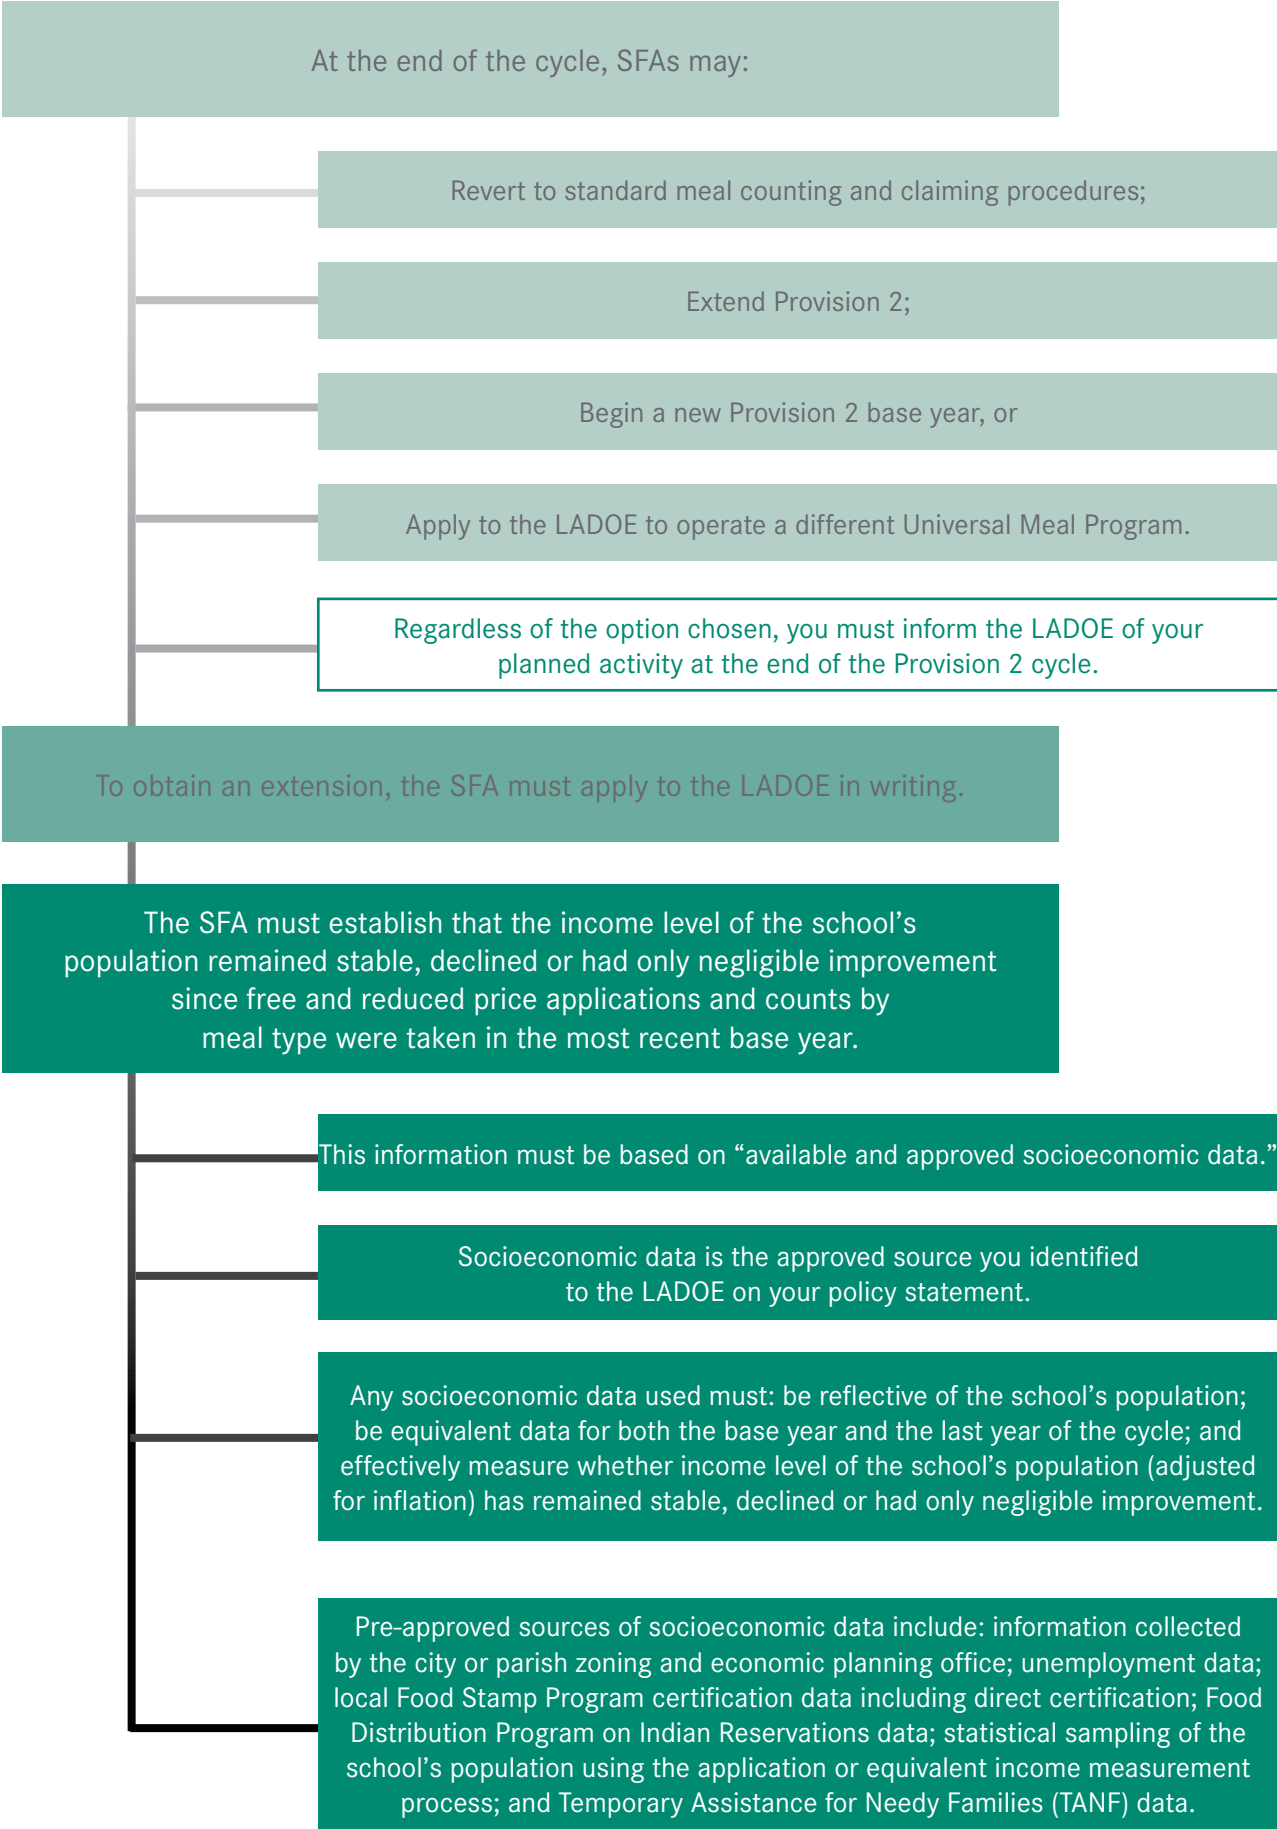 At the end of the cycle, SFAs may:
Revert to standard meal counting and claiming procedures;
Extend Provision 2;
Begin a new Provision 2 base year, or
Apply to the LADOE to operate a different Universal Meal Program.
Regardless of the option chosen, you must inform the LADOE of your
planned activity at the end of the Provision 2 cycle.
To obtain an extension, the SFA must apply to the LADOE in writing.
The SFA must establish that the income level of the school’s
population remained stable, declined or had only negligible improvement
since free and reduced price applications and counts by
meal type were taken in the most recent base year.
This information must be based on “available and approved socioeconomic data.”
Socioeconomic data is the approved source you identified
to the LADOE on your policy statement.
Any socioeconomic data used must: be reflective of the school’s population;
be equivalent data for both the base year and the last year of the cycle; and
effectively measure whether income level of the school’s population (adjusted
for inflation) has remained stable, declined or had only negligible improvement.
Pre-approved sources of socioeconomic data include: information collected
by the city or parish zoning and economic planning office; unemployment data;
local Food Stamp Program certification data including direct certification; Food
Distribution Program on Indian Reservations data; statistical sampling of the
school’s population using the application or equivalent income measurement
process; and Temporary Assistance for Needy Families (TANF) data.